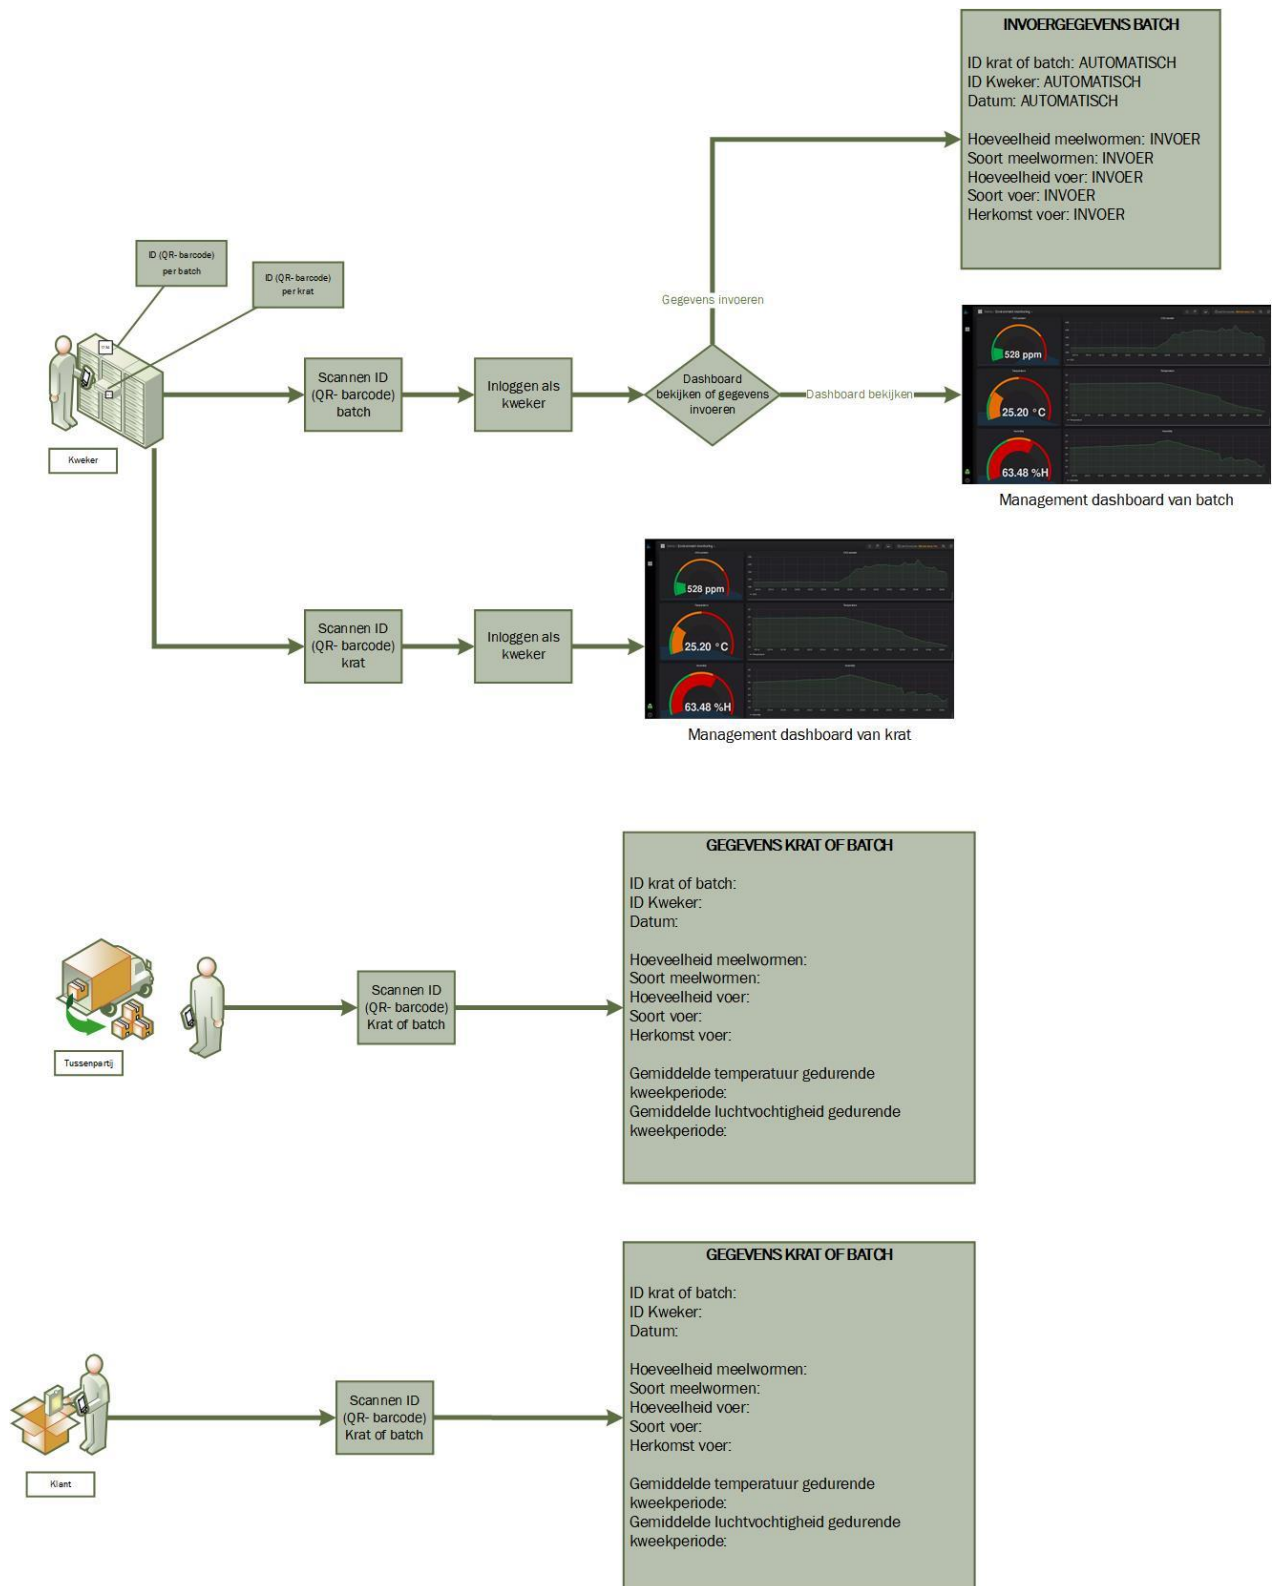 INVOERGEGEVENS BATCH
ID krat of batch: AUTOMATISCH
ID Kweker: AUTOMATISCH
Datum: AUTOMATISCH
Hoeveelheid meelwormen: INVOER
Soort meelwormen: INVOER
Hoeveelheid voer: INVOER
Soort voer: INVOER
Herkomst voer: INVOER
ID (QR- barcode)
per batch
ID (QR- barcode)
per krat
Gegevens invoeren
Kweker
Scannen ID
(QR- barcode)
batch
Inloggen als
kweker
Dashboard
bekijken of gegevens
invoeren
Dashboard bekijken
528 ppm
25.20 °C
63.48 %H
Management dashboard van batch
Scannen ID
(QR- barcode)
krat
Inloggen als
kweker
528 ppm
25.20 °C
63.48 %H
Management dashboard van krat
GEGEVENS KRAT OF BATCH
ID krat of batch:
ID Kweker:
Datum:
Hoeveelheid meelwormen:
Soort meelwormen:
Hoeveelheid voer:
Soort voer:
Herkomst voer:
Gemiddelde temperatuur gedurende
kweekperiode:
Gemiddelde luchtvochtigheid gedurende
kweekperiode:
Tussenpartij
Scannen ID
(QR- barcode)
Krat of batch
GEGEVENS KRAT OF BATCH
ID krat of batch:
ID Kweker:
Datum:
Hoeveelheid meelwormen:
Soort meelwormen:
Hoeveelheid voer:
Soort voer:
Herkomst voer:
Gemiddelde temperatuur gedurende
kweekperiode:
Gemiddelde luchtvochtigheid gedurende
kweekperiode:
Klant
Scannen ID
(QR- barcode)
Krat of batch